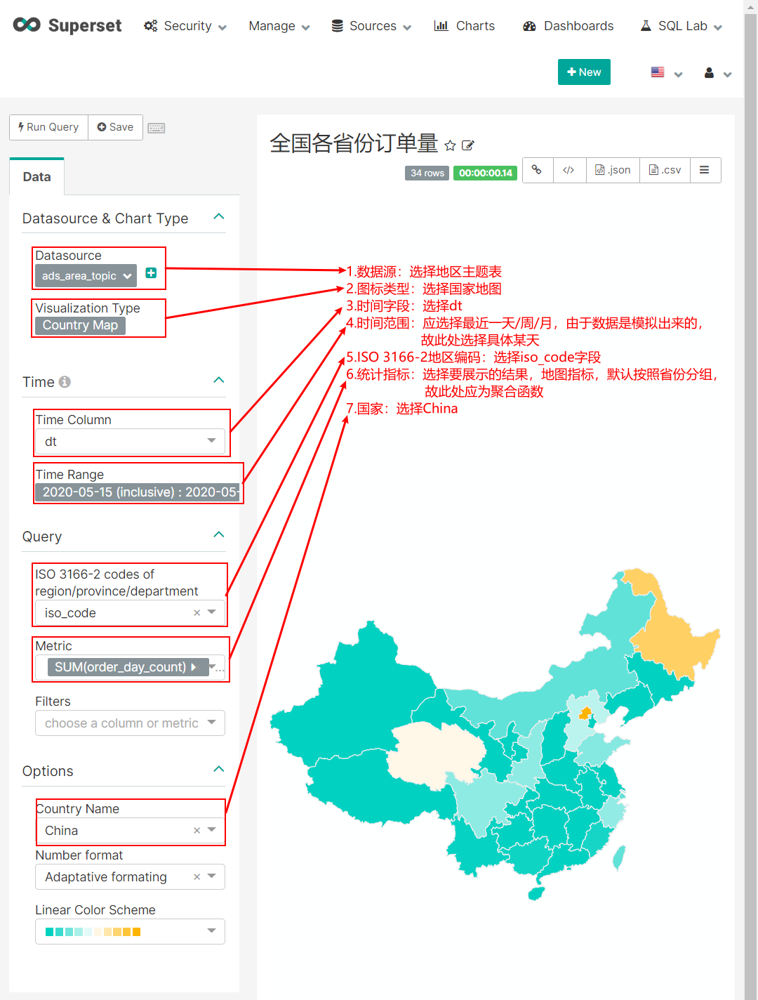 Superset
Security
Manage
Sources
Charts
Dashboards
SQL Lab
New
Run Query
Save
全国各省份订单量
34 rows
00:00:00.14
</>
.json
.csv
Data
Datasource & Chart Type
Datasource
ads_area_topic
Visualization Type
Country Map
Time
Time Column
dt
Time Range
2020-05-15 (inclusive) : 2020-05-
Query
ISO 3166-2 codes of
region/province/department
iso_code
Metric
SUM(order_day_count)
...
Filters
choose a column or metric
Options
Country Name
China
Number format
Adaptative formating
Linear Color Scheme
1.数据源：选择地区主题表
2.图标类型：选择国家地图
3.时间字段：选择dt
4.时间范围：应选择最近一天/周/月，由于数据是模拟出来的，
故此处选择具体某天
5.ISO 3166-2地区编码：选择iso_code字段
6.统计指标：选择要展示的结果，地图指标，默认按照省份分组，
故此处应为聚合函数
7.国家：选择China